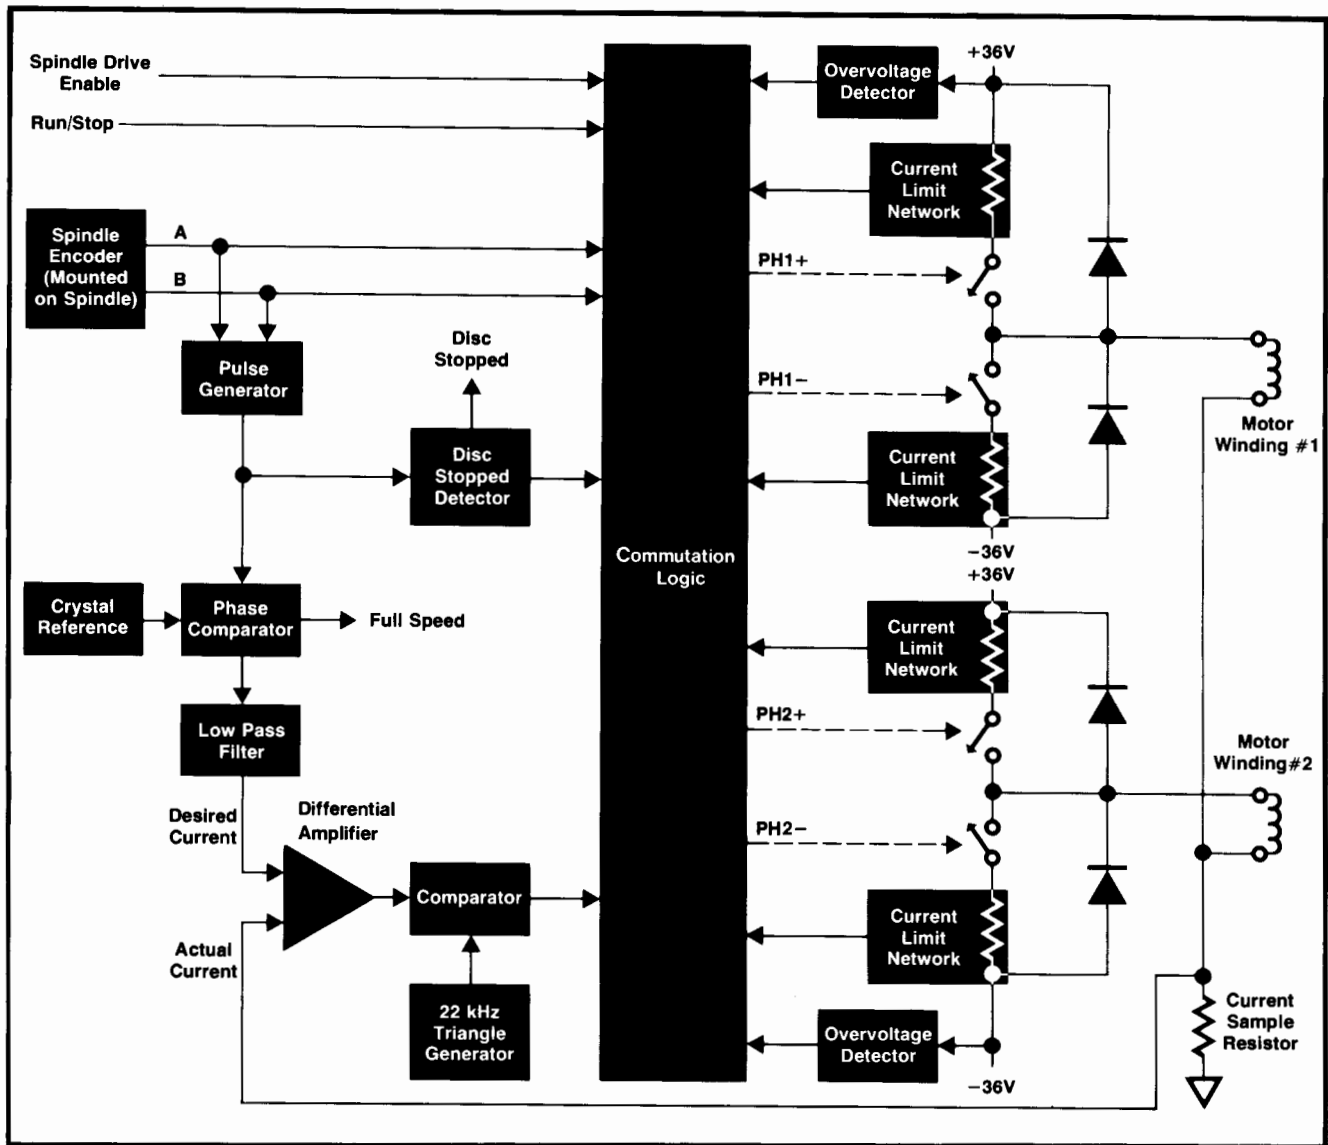 Spindle Drive
Enable
Run/Stop
Spindle
Encoder
(Mounted
on Spindle)
A
B
Pulse
Generator
Disc
Stopped
Disc
Stopped
Detector
Crystal
Reference
Phase
Comparator
Full Speed
Low Pass
Filter
Desired
Current
Differential
Amplifier
Actual
Current
Comparator
22 kHz
Triangle
Generator
Commutation
Logic
Overvoltage
Detector
+36V
Current
Limit
Network
PH1+
PH1−
Current
Limit
Network
−36V
Motor
Winding #1
+36V
Current
Limit
Network
PH2+
PH2−
Motor
Winding#2
Current
Limit
Network
Overvoltage
Detector
−36V
Current
Sample
Resistor